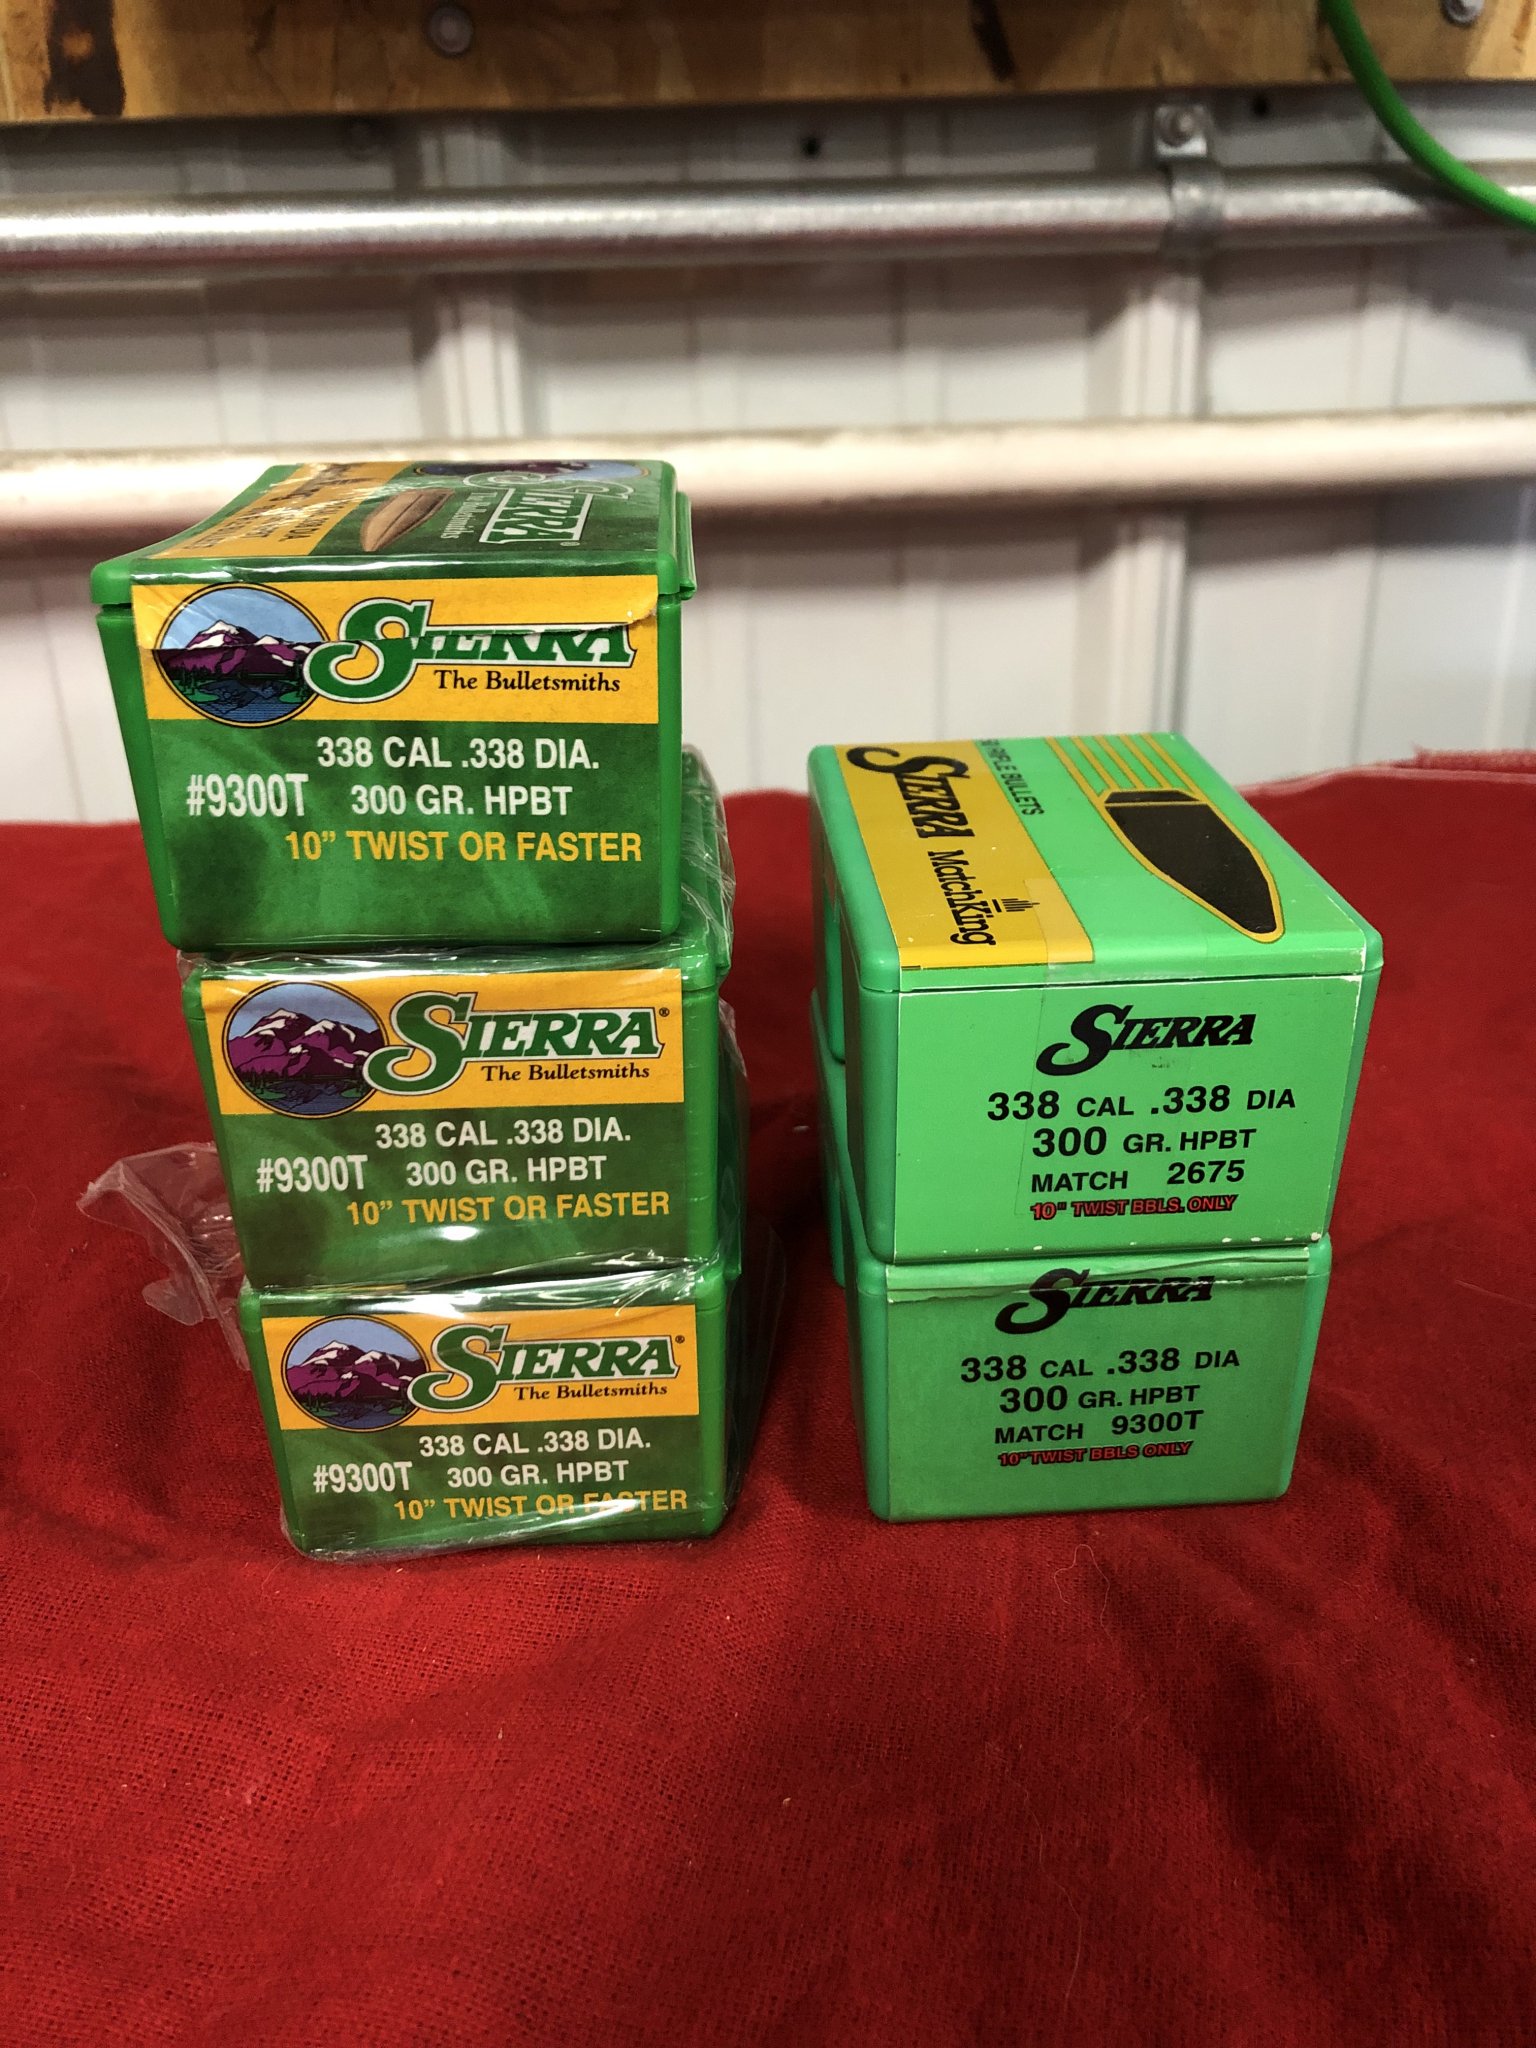 SIERRA
The Bulletsmiths
SIERRA
The Bulletsmiths
338 CAL .338 DIA.
#9300T 300 GR. HPBT
10" TWIST OR FASTER
SIERRA®
The Bulletsmiths
338 CAL .338 DIA.
#9300T 300 GR. HPBT
10" TWIST OR FASTER
SIERRA®
The Bulletsmiths
338 CAL .338 DIA.
#9300T 300 GR. HPBT
10" TWIST OR FASTER
RIFLE BULLETS
SIERRA MatchKing
SIERRA
338 CAL .338 DIA
300 GR. HPBT
MATCH 2675
10" TWIST BBLS. ONLY
SIERRA
338 CAL .338 DIA
300 GR. HPBT
MATCH 9300T
10" TWIST BBLS ONLY